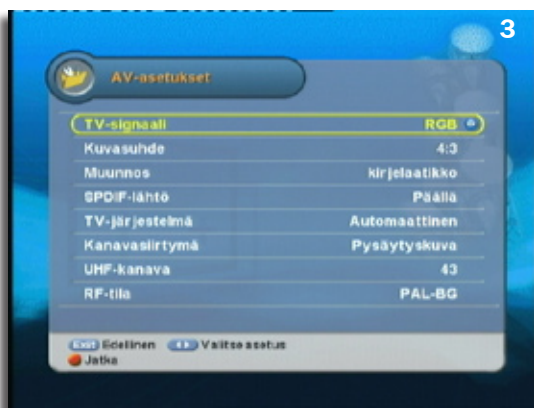 3
AV-asetukset
TV-signaali RGB
Kuvasuhde 4:3
Muunnos kirjelaatikko
SPDIF-lähtö Päällä
TV-järjestelmä Automaattinen
Kanavasiirtymä Pysäytyskuva
UHF-kanava 43
RF-tila PAL-BG
Exit Edellinen Valitse asetus
Jatka